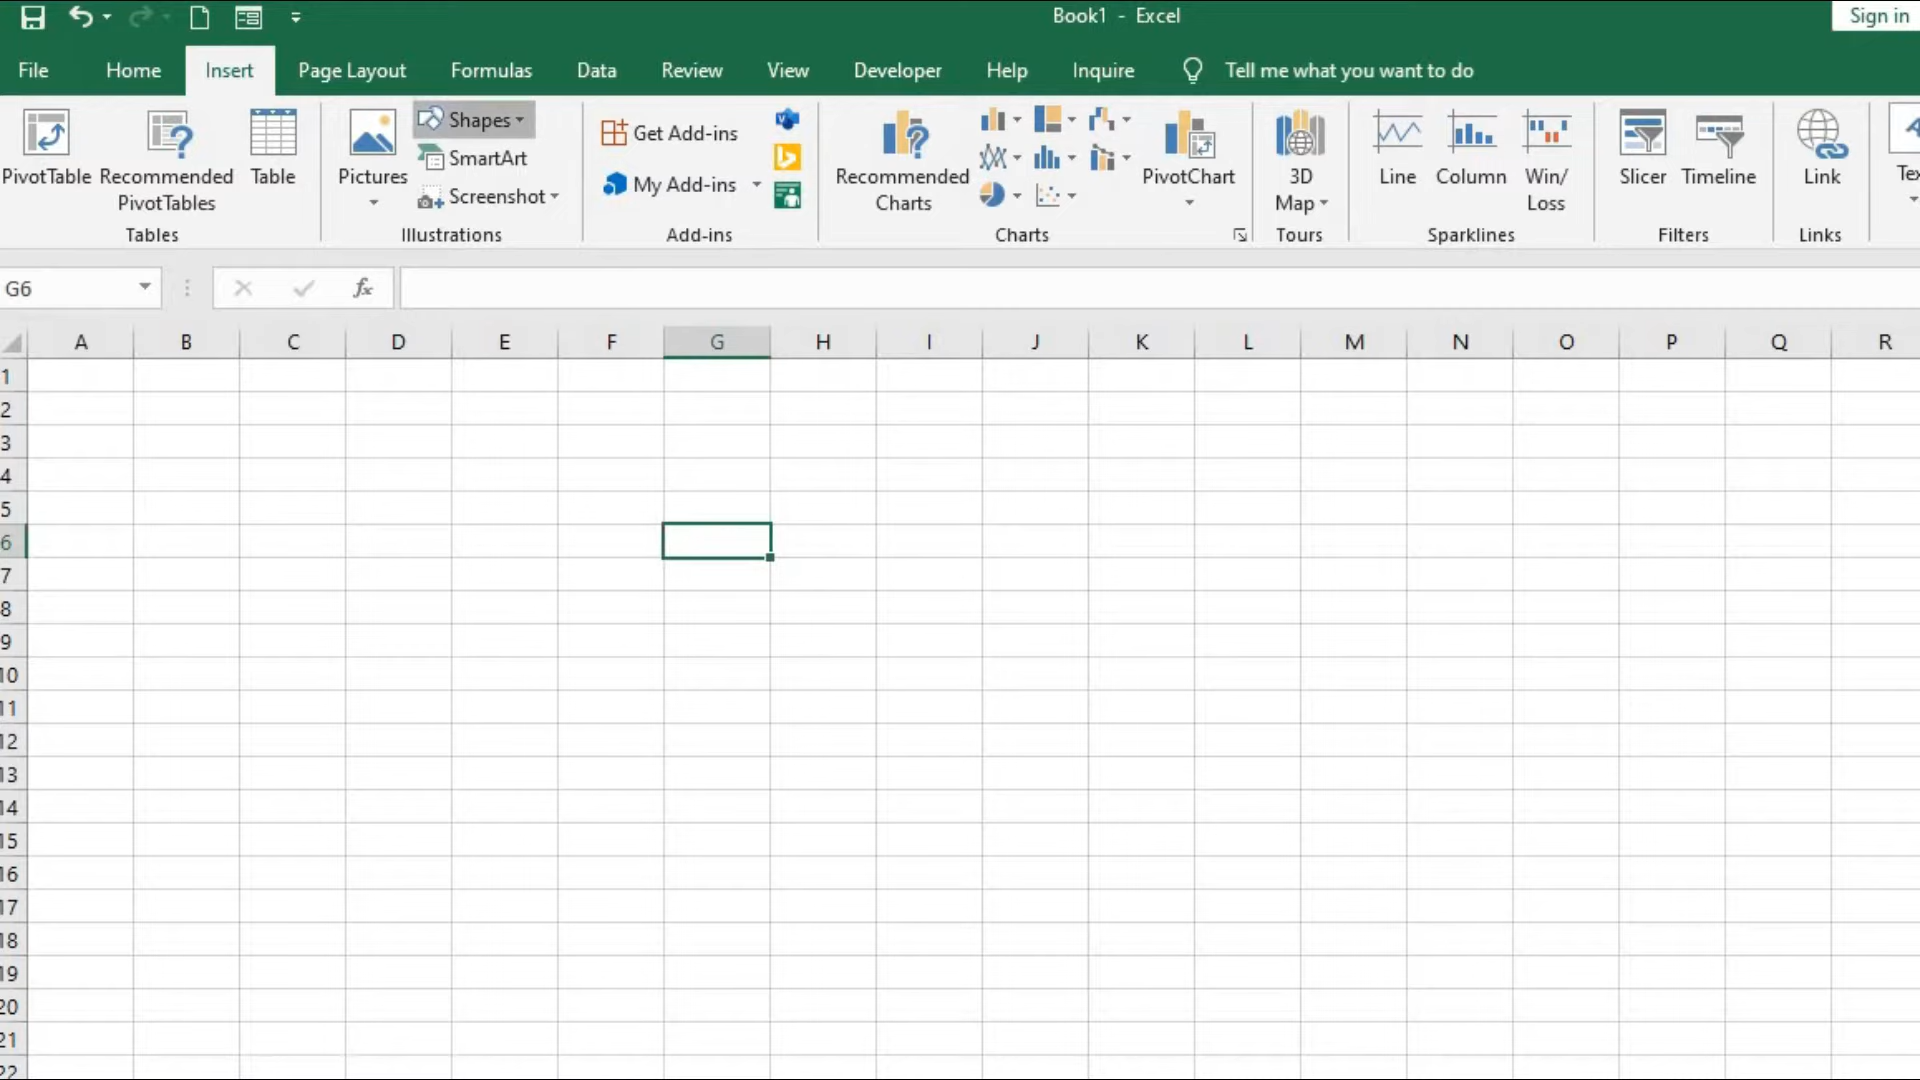 Book1 - Excel
Sign in
File Home Insert Page Layout Formulas Data Review View Developer Help Inquire Tell me what you want to do
PivotTable
Recommended
PivotTables
Table
Tables
Pictures
Shapes
SmartArt
Screenshot
Illustrations
Get Add-ins
My Add-ins
Add-ins
Recommended
Charts
PivotChart
Charts
3D
Map
Tours
Line
Column
Win/
Loss
Sparklines
Slicer
Timeline
Filters
Link
Links
Tex
G6
fx
A B C D E F G H I J K L M N O P Q R
1
2
3
4
5
6
7
8
9
10
11
12
13
14
15
16
17
18
19
20
21
22